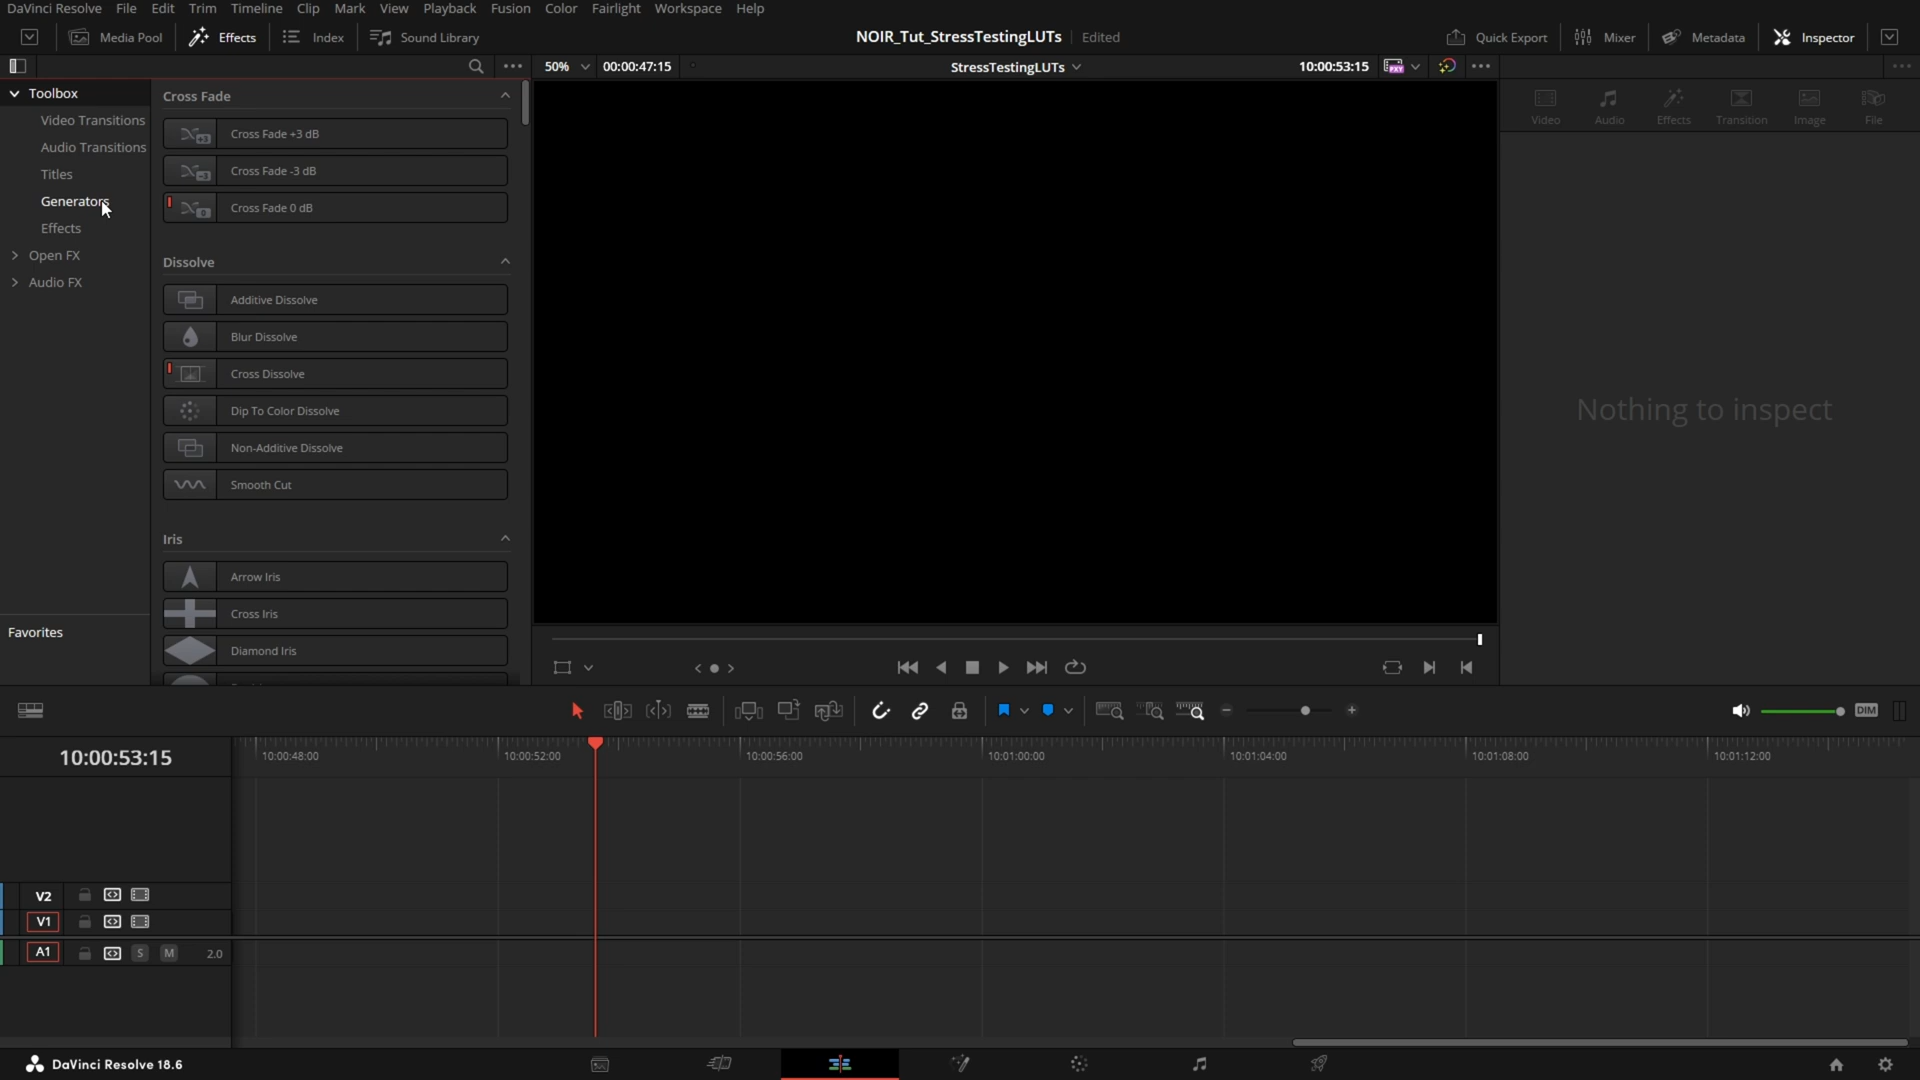 DaVinci Resolve File Edit Trim Timeline Clip Mark View Playback Fusion Color Fairlight Workspace Help
Media Pool Effects Index Sound Library NOIR_Tut_StressTestingLUTs Edited Quick Export Mixer Metadata Inspector
50% 00:00:47:15 StressTestingLUTs 10:00:53:15
Toolbox
Video Transitions
Audio Transitions
Titles
Generators
Effects
Open FX
Audio FX
Favorites
Cross Fade
Cross Fade +3 dB
Cross Fade -3 dB
Cross Fade 0 dB
Dissolve
Additive Dissolve
Blur Dissolve
Cross Dissolve
Dip To Color Dissolve
Non-Additive Dissolve
Smooth Cut
Iris
Arrow Iris
Cross Iris
Diamond Iris
Video Audio Effects Transition Image File
Nothing to inspect
DIM
10:00:53:15
10:00:48:00 10:00:52:00 10:00:56:00 10:01:00:00 10:01:04:00 10:01:08:00 10:01:12:00
V2
V1
A1 S M 2.0
DaVinci Resolve 18.6